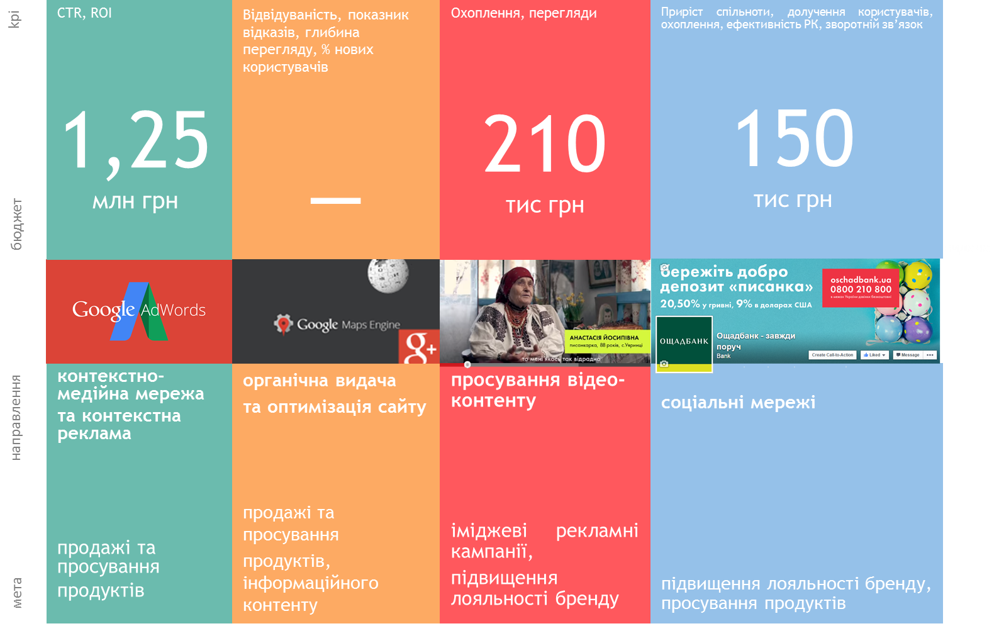 kpi
CTR, ROI
Відвідуваність, показник
відказів, глибина
перегляду, % нових
користувачів
Охоплення, перегляди
Приріст спільноти, долучення користувачів,
охоплення, ефективність РК, зворотній зв’язок
бюджет
1,25
млн грн
—
210
тис грн
150
тис грн
Google AdWords
Google Maps Engine
g+
АНАСТАСІЯ ЙОСИПІВНА
писанкарка, 88 років, с.Уяринці
то мені якось так відрадно
бережіть добро
депозит «писанка»
20,50% у гривні, 9% в доларах США
oschadbank.ua
0800 210 800
в межах України дзвінки безкоштовні
ОЩАДБАНК
Ощадбанк - завжди
поруч
Bank
Create Call-to-Action
Liked
Message
•••
направлення
контекстно-
медійна мережа
та контекстна
реклама
органічна видача
та оптимізація сайту
просування відео-
контенту
соціальні мережі
мета
продажі та
просування
продуктів
продажі та
просування
продуктів,
інформаційного
контенту
іміджеві рекламні
кампанії,
підвищення
лояльності бренду
підвищення лояльності бренду,
просування продуктів